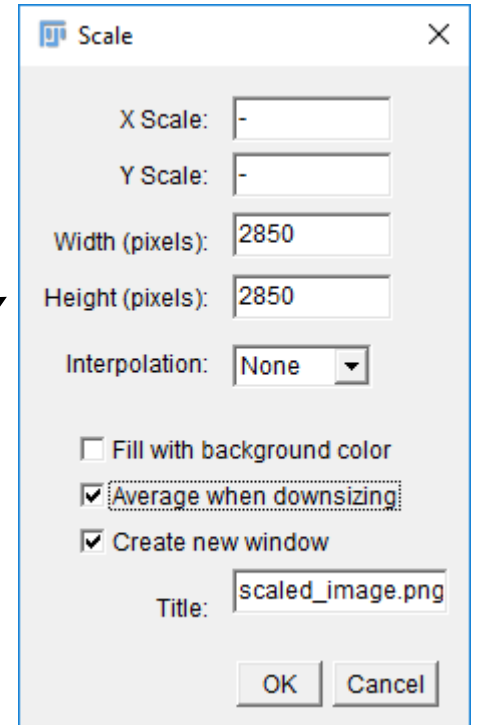 Scale
X Scale: -
Y Scale: -
Width (pixels): 2850
Height (pixels): 2850
Interpolation: None
Fill with background color
Average when downsizing
Create new window
Title: scaled_image.png
OK Cancel